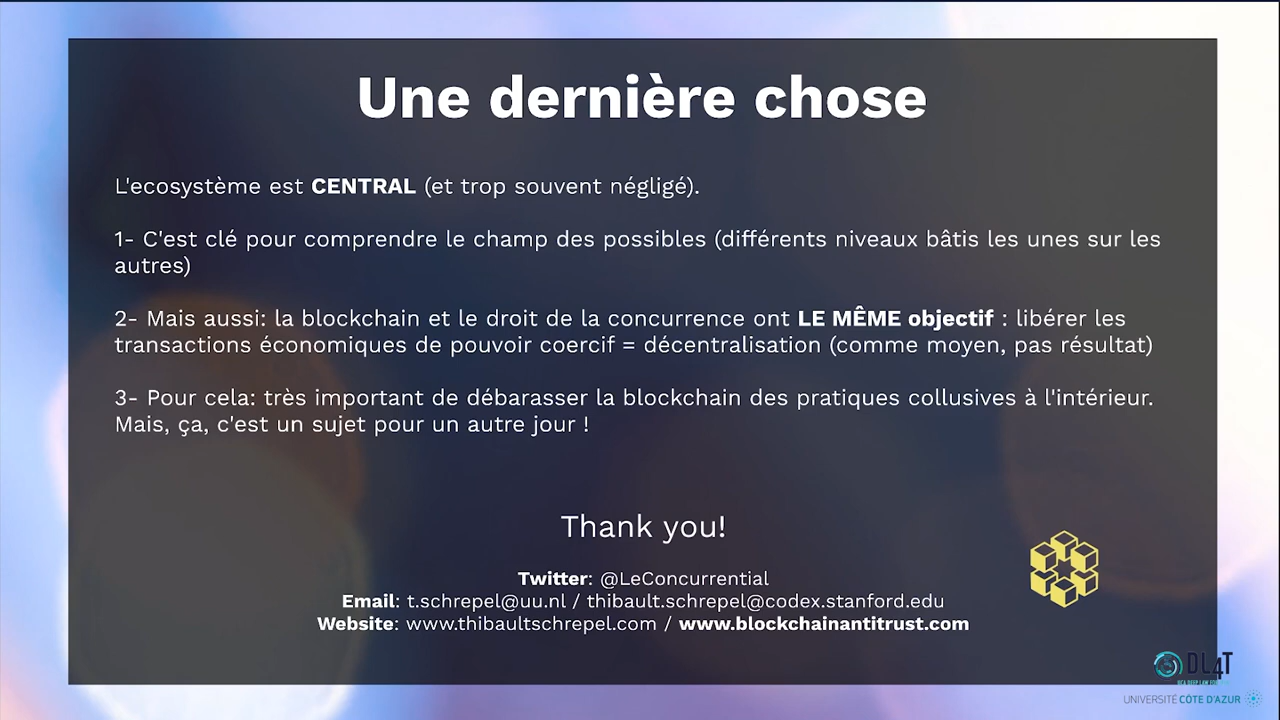 Une dernière chose
L'ecosystème est CENTRAL (et trop souvent négligé).
1- C'est clé pour comprendre le champ des possibles (différents niveaux bâtis les unes sur les
autres)
2- Mais aussi: la blockchain et le droit de la concurrence ont LE MÊME objectif : libérer les
transactions économiques de pouvoir coercif = décentralisation (comme moyen, pas résultat)
3- Pour cela: très important de débarasser la blockchain des pratiques collusives à l'intérieur.
Mais, ça, c'est un sujet pour un autre jour !
Thank you!
Twitter: @LeConcurrential
Email: t.schrepel@uu.nl / thibault.schrepel@codex.stanford.edu
Website: www.thibaultschrepel.com / www.blockchainantitrust.com
DL4T
UNIVERSITÉ CÔTE D'AZUR